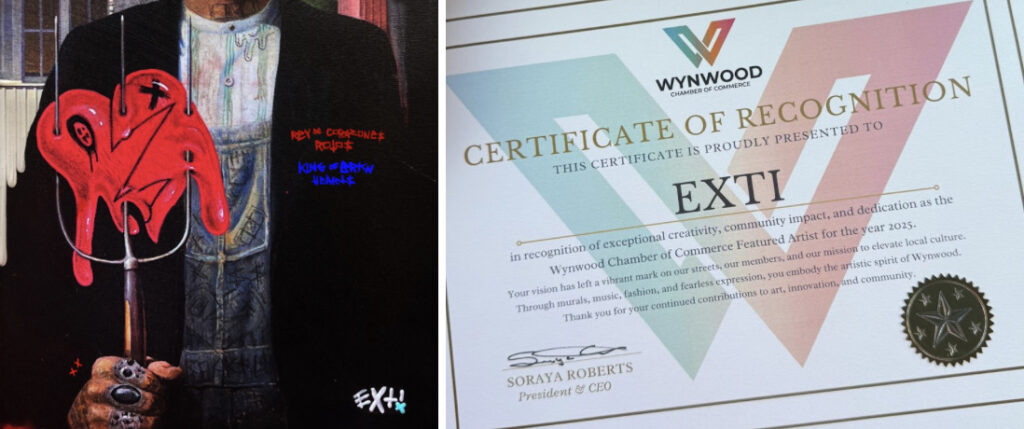 REY DE CORAZONES
ROJOS
KING OF BRKN
HEARTS
XX
EXTI
WYNWOOD
CHAMBER OF COMMERCE
CERTIFICATE OF RECOGNITION
THIS CERTIFICATE IS PROUDLY PRESENTED TO
EXTI
in recognition of exceptional creativity, community impact, and dedication as the
Wynwood Chamber of Commerce Featured Artist for the year 2025.
Your vision has left a vibrant mark on our streets, our members, and our mission to elevate local culture.
Through murals, music, fashion, and fearless expression, you embody the artistic spirit of Wynwood.
Thank you for your continued contributions to art, innovation, and community.
SORAYA ROBERTS
President & CEO